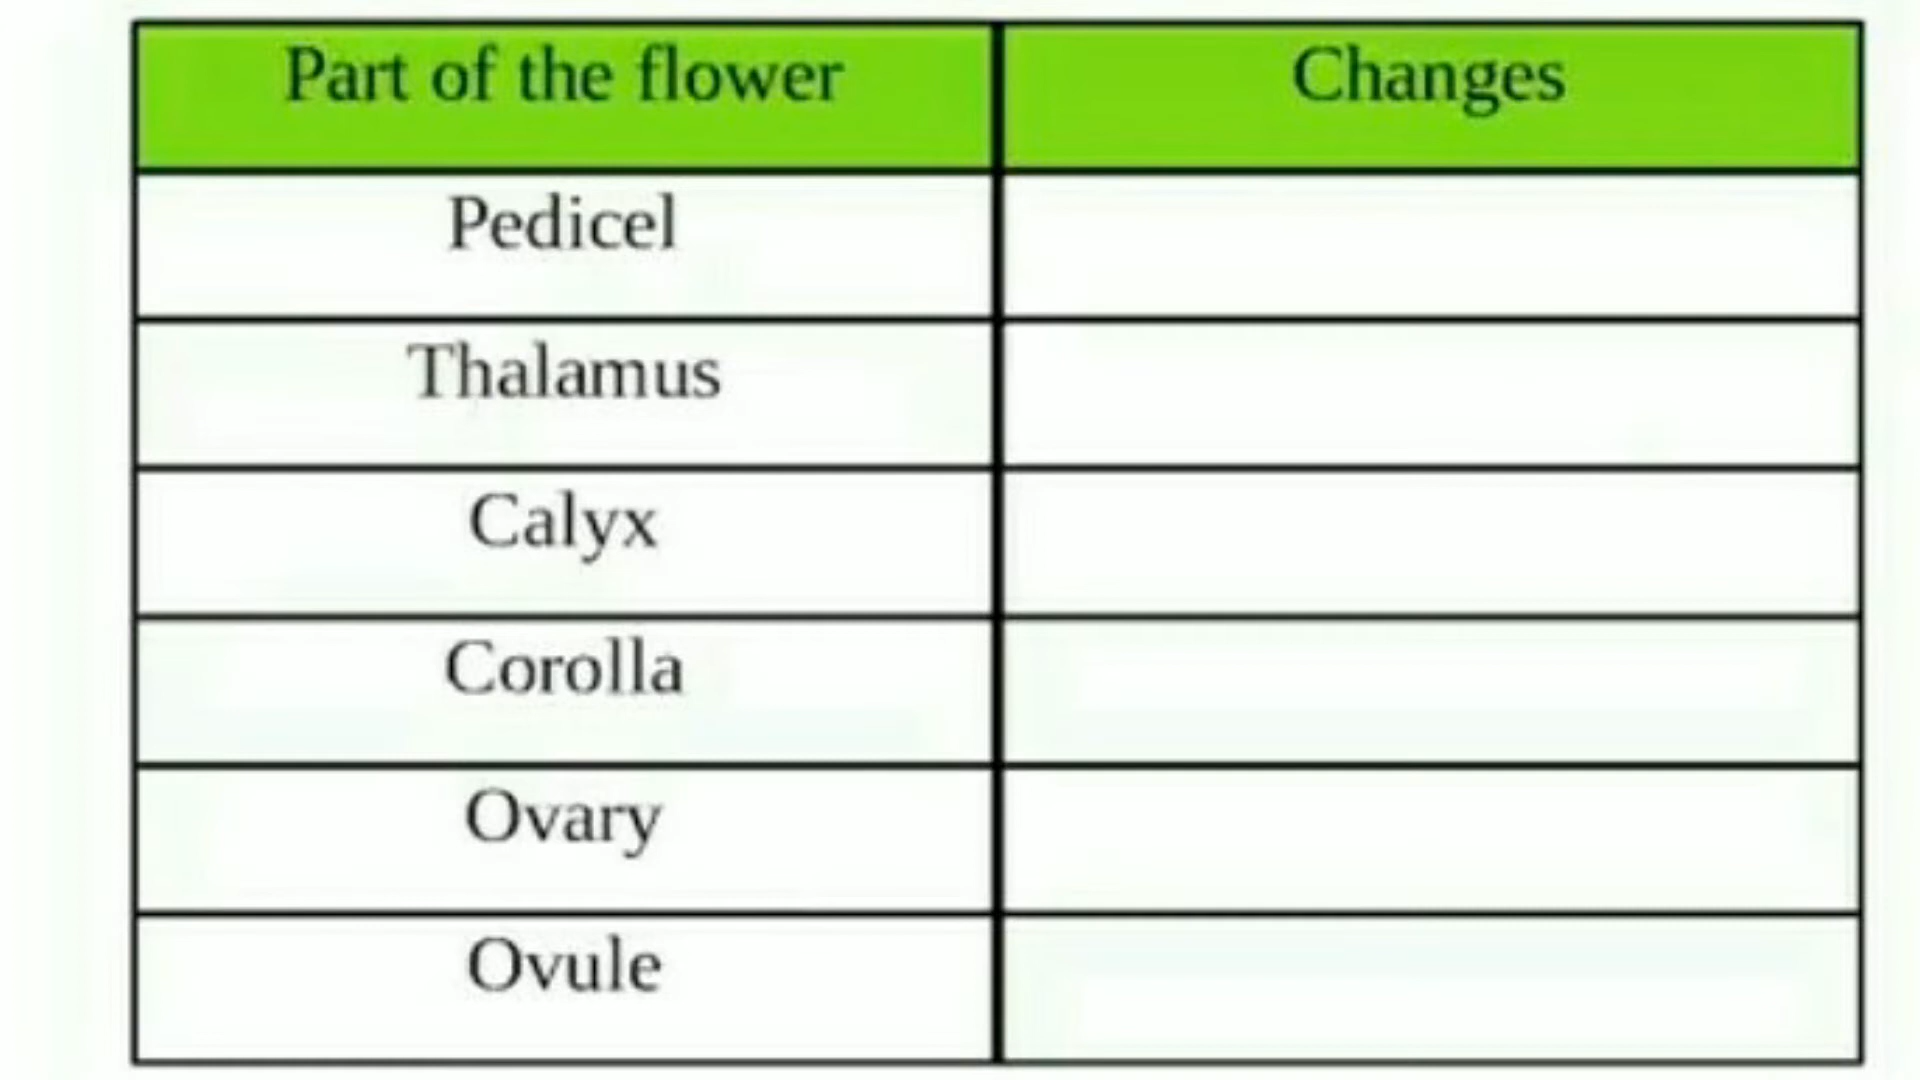 Part of the flower Changes
Pedicel
Thalamus
Calyx
Corolla
Ovary
Ovule